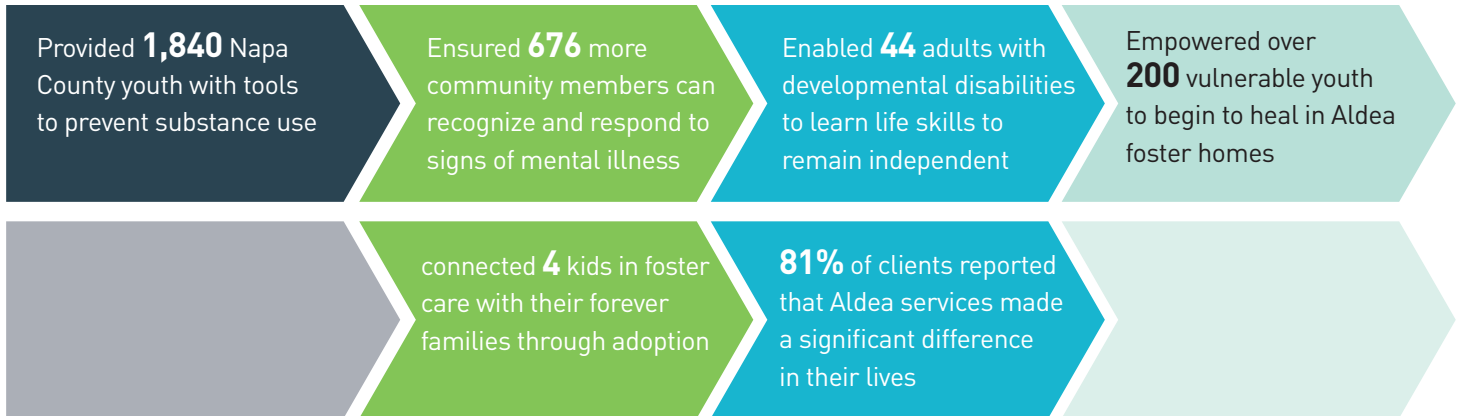 Provided 1,840 Napa
County youth with tools
to prevent substance use
Ensured 676 more
community members can
recognize and respond to
signs of mental illness
Enabled 44 adults with
developmental disabilities
to learn life skills to
remain independent
Empowered over
200 vulnerable youth
to begin to heal in Aldea
foster homes
connected 4 kids in foster
care with their forever
families through adoption
81% of clients reported
that Aldea services made
a significant difference
in their lives